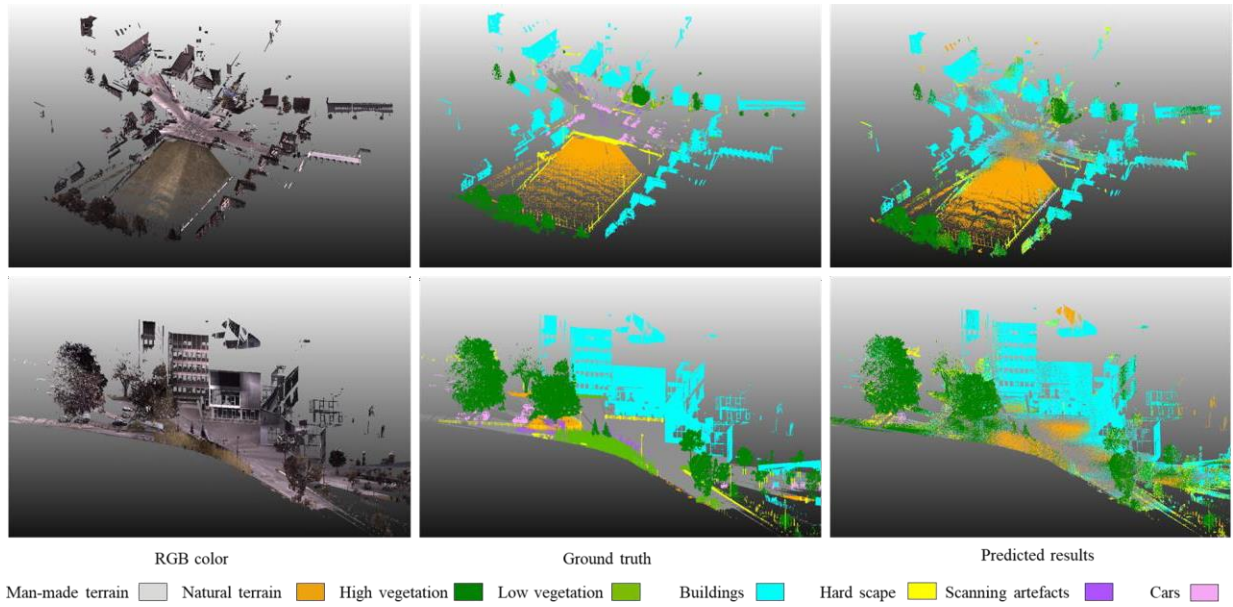 RGB color Ground truth Predicted results
Man-made terrain Natural terrain High vegetation Low vegetation Buildings Hard scape Scanning artefacts Cars